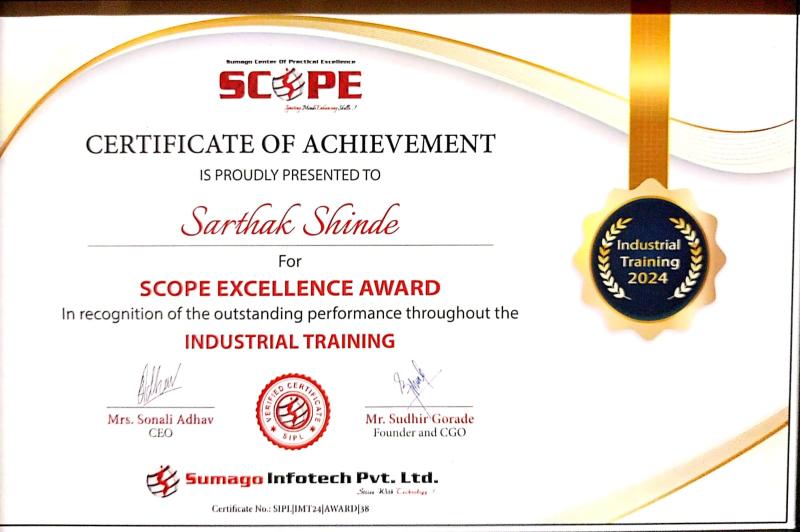 Sumago Center Of Practical Excellence
SCOPE
Igniting Minds Enhancing Skills..!
CERTIFICATE OF ACHIEVEMENT
IS PROUDLY PRESENTED TO
Sarthak Shinde
For
SCOPE EXCELLENCE AWARD
In recognition of the outstanding performance throughout the
INDUSTRIAL TRAINING
Industrial
Training
2024
Mrs. Sonali Adhav
CEO
VERIFIED CERTIFICATE
SIPL
Mr. Sudhir Gorade
Founder and CGO
Sumago Infotech Pvt. Ltd.
With Technology..!
Certificate No.: SIPL|IMT24|AWARD|38